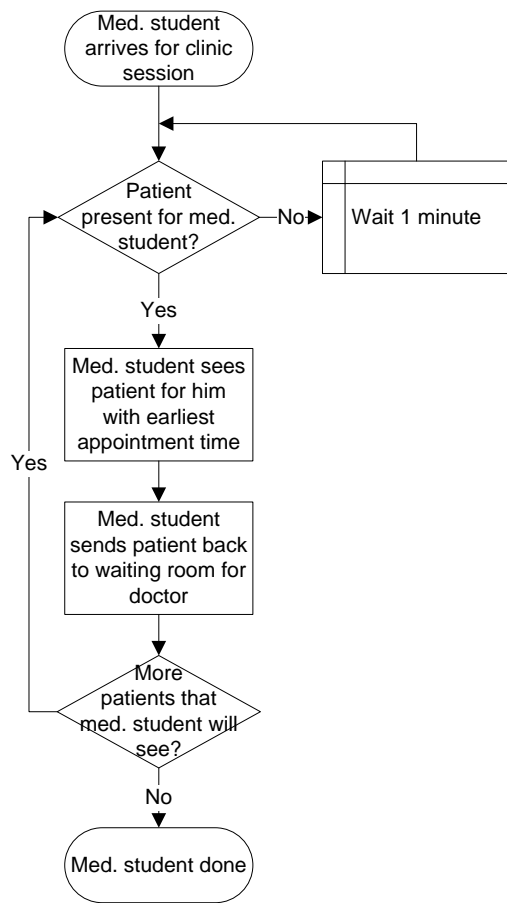 Med. student
arrives for clinic
session
Patient
present for med.
student?
No
Wait 1 minute
Yes
Med. student sees
patient for him
with earliest
appointment time
Yes
Med. student
sends patient back
to waiting room for
doctor
More
patients that
med. student will
see?
No
Med. student done